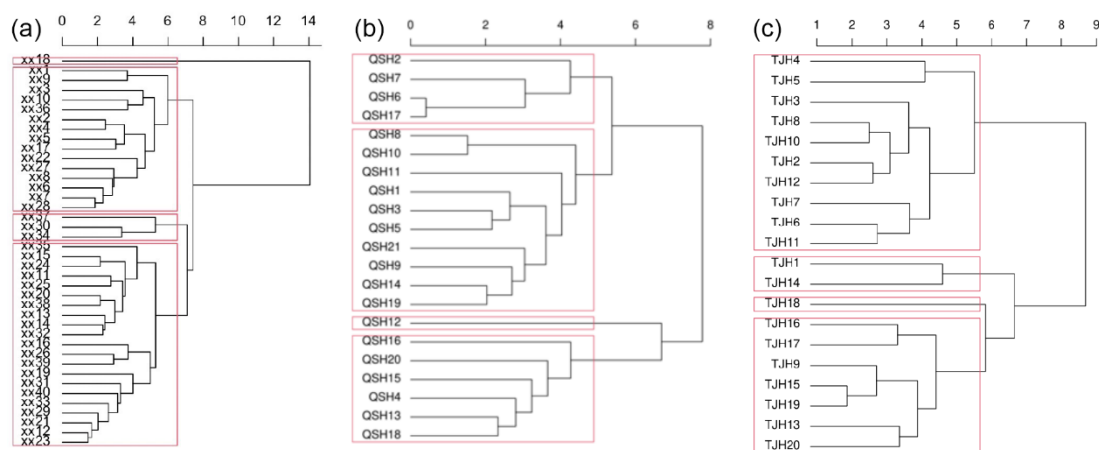 (a)
0 2 4 6 8 10 12 14
xx18
xx1
xx9
xx3
xx10
xx36
xx2
xx4
xx5
xx17
xx22
xx27
xx8
xx6
xx7
xx28
xx37
xx30
xx34
xx35
xx15
xx24
xx11
xx25
xx20
xx38
xx13
xx14
xx32
xx16
xx26
xx39
xx19
xx31
xx40
xx33
xx29
xx21
xx12
xx23
(b)
0 2 4 6 8
QSH2
QSH7
QSH6
QSH17
QSH8
QSH10
QSH11
QSH1
QSH3
QSH5
QSH21
QSH9
QSH14
QSH19
QSH12
QSH16
QSH20
QSH15
QSH4
QSH13
QSH18
(c)
1 2 3 4 5 6 7 8 9
TJH4
TJH5
TJH3
TJH8
TJH10
TJH2
TJH12
TJH7
TJH6
TJH11
TJH1
TJH14
TJH18
TJH16
TJH17
TJH9
TJH15
TJH19
TJH13
TJH20